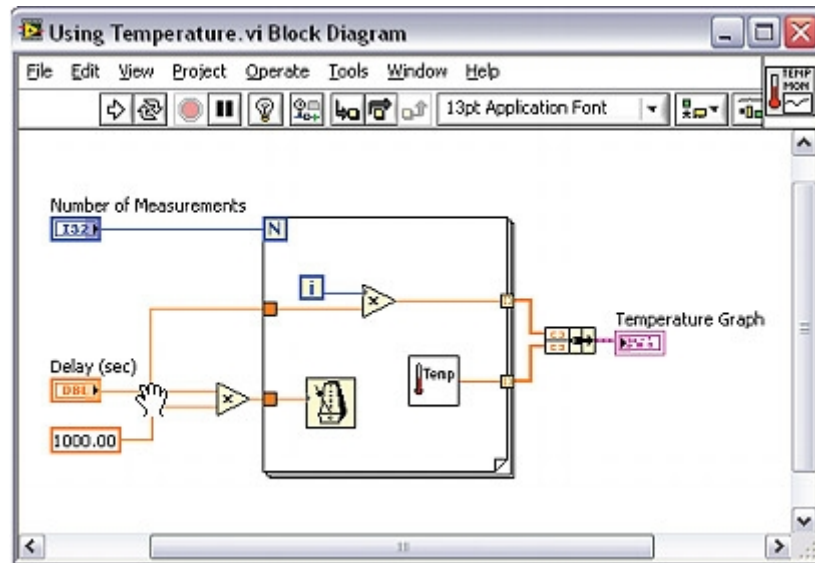 Using Temperature.vi Block Diagram
File Edit View Project Operate Tools Window Help
TEMP
MON
13pt Application Font
Number of Measurements
I32
N
i
x
Temperature Graph
Delay (sec)
DBL
x
Temp
1000.00